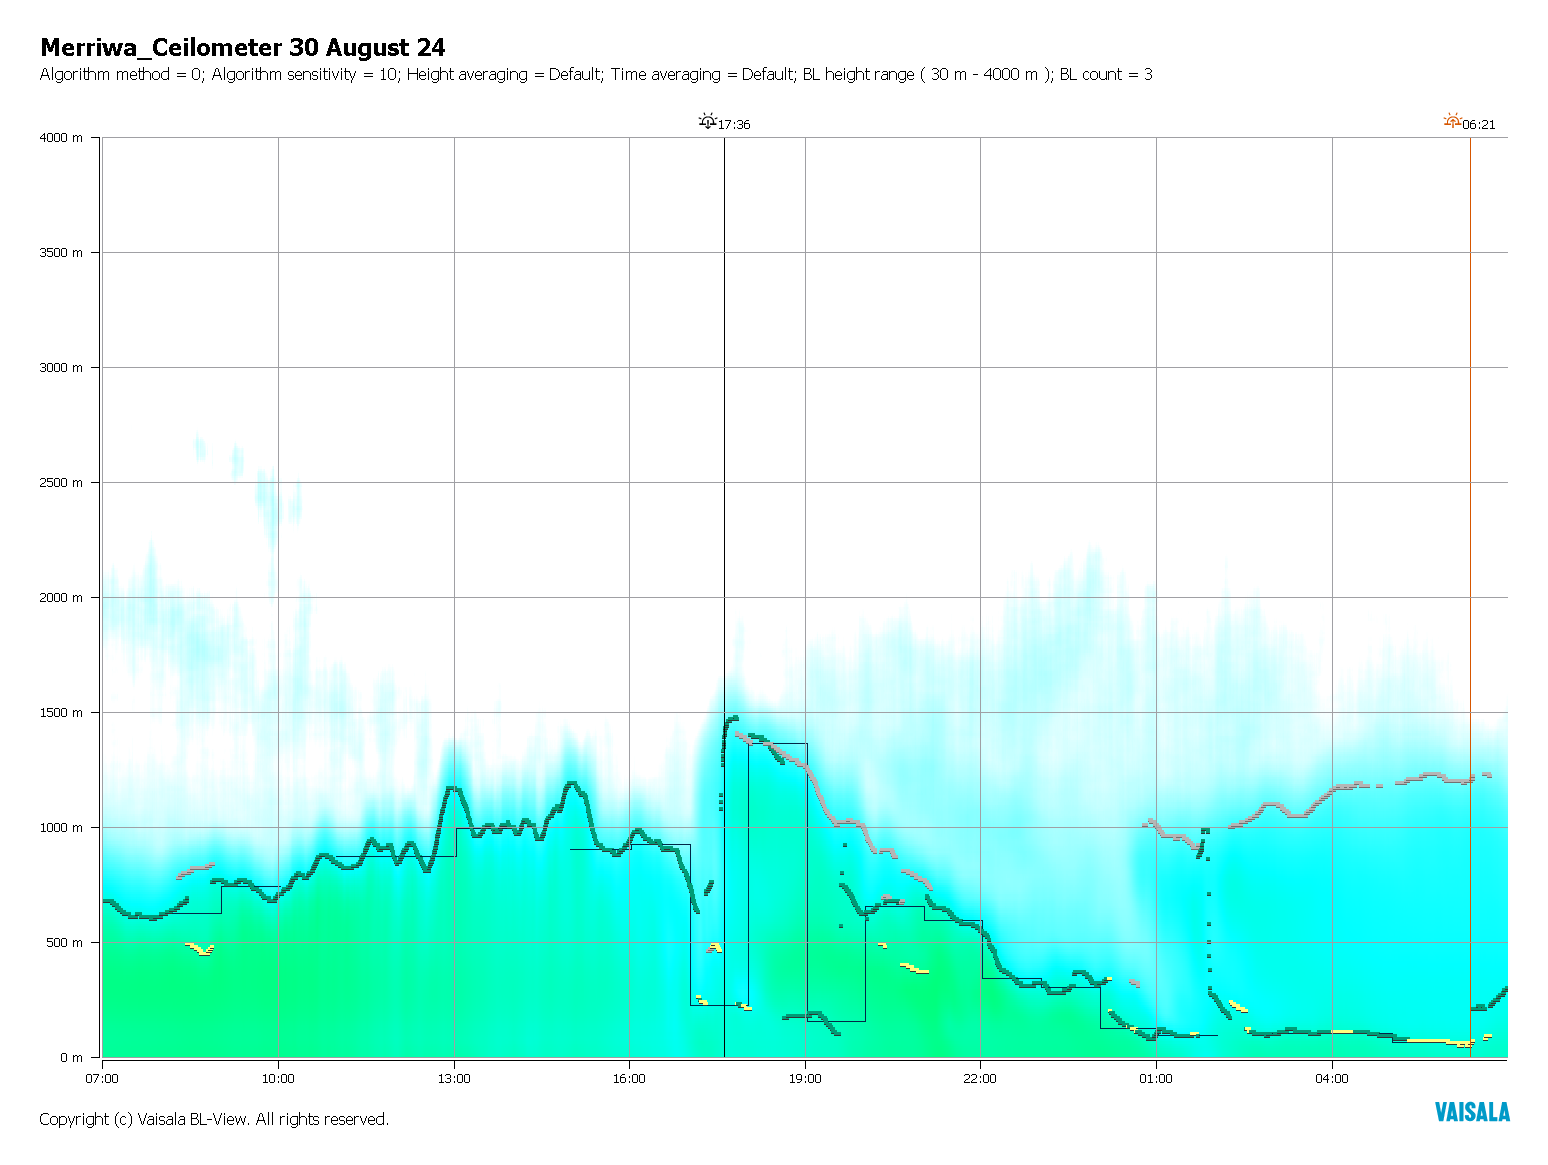 Merriwa_Ceilometer 30 August 24
Algorithm method = 0; Algorithm sensitivity = 10; Height averaging = Default; Time averaging = Default; BL height range ( 30 m - 4000 m ); BL count = 3
17:36
06:21
4000 m
3500 m
3000 m
2500 m
2000 m
1500 m
1000 m
500 m
0 m
07:00
10:00
13:00
16:00
19:00
22:00
01:00
04:00
Copyright (c) Vaisala BL-View. All rights reserved.
VAISALA